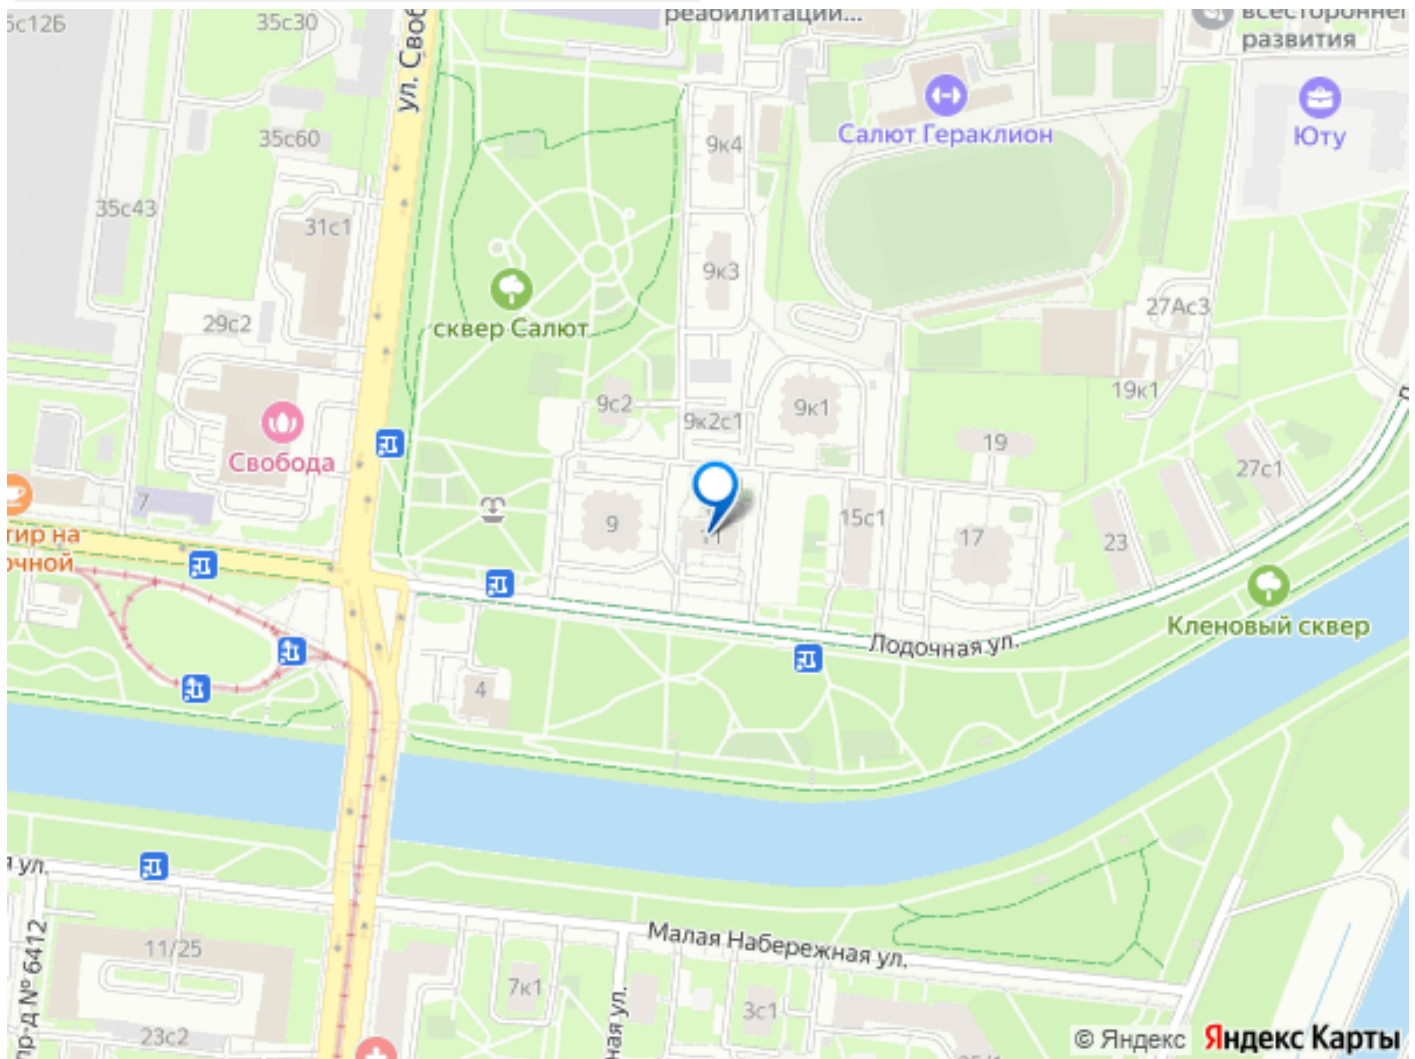 35с30
ул. Своб
реабилитации...
развития
35с60
9к4
Салют Гераклион
Юту
35с43
31с1
9к3
27Ас3
сквер Салют
29с2
19к1
9с2
9к2с1
9к1
19
Свобода
27с1
7
9
11
15с1
17
23
тир на
очной
Лодочная ул.
Кленовый сквер
4
я ул.
Малая Набережная ул.
11/25
пр-д № 6412
7к1
3с1
ная ул.
23с2
© Яндекс Яндекс Карты